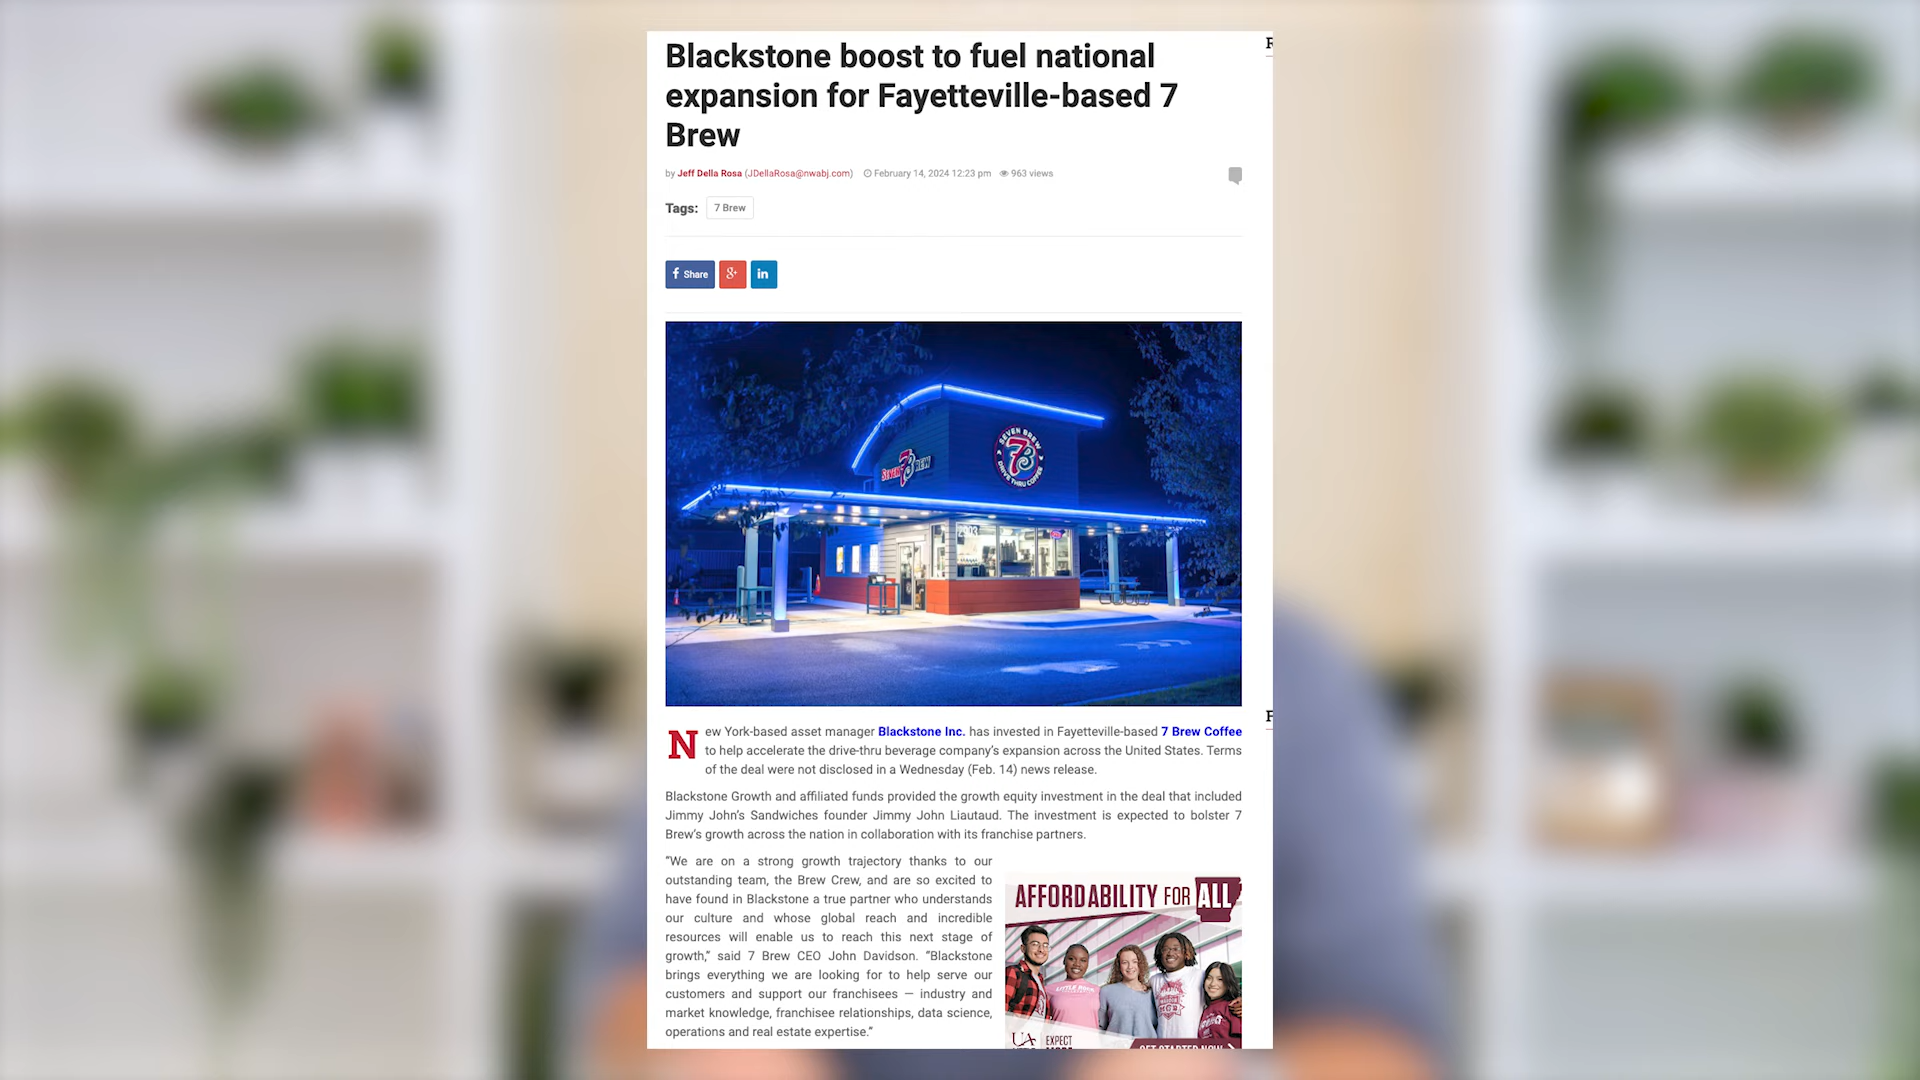 Blackstone boost to fuel national
expansion for Fayetteville-based 7
Brew
by Jeff Della Rosa (JDellaRosa@nwabj.com) February 14, 2024 12:23 pm 963 views
Tags: 7 Brew
f Share g+ in
SEVEN 7B BREW
SEVEN BREW 7B DRIVE THRU COFFEE
2003
New York-based asset manager Blackstone Inc. has invested in Fayetteville-based 7 Brew Coffee
to help accelerate the drive-thru beverage company’s expansion across the United States. Terms
of the deal were not disclosed in a Wednesday (Feb. 14) news release.
Blackstone Growth and affiliated funds provided the growth equity investment in the deal that included
Jimmy John’s Sandwiches founder Jimmy John Liautaud. The investment is expected to bolster 7
Brew’s growth across the nation in collaboration with its franchise partners.
“We are on a strong growth trajectory thanks to our
outstanding team, the Brew Crew, and are so excited to
have found in Blackstone a true partner who understands
our culture and whose global reach and incredible
resources will enable us to reach this next stage of
growth,” said 7 Brew CEO John Davidson. “Blackstone
brings everything we are looking for to help serve our
customers and support our franchisees — industry and
market knowledge, franchisee relationships, data science,
operations and real estate expertise.”
AFFORDABILITY FOR ALL
LITTLE ROCK
UA
EXPECT
GET STARTED NOW